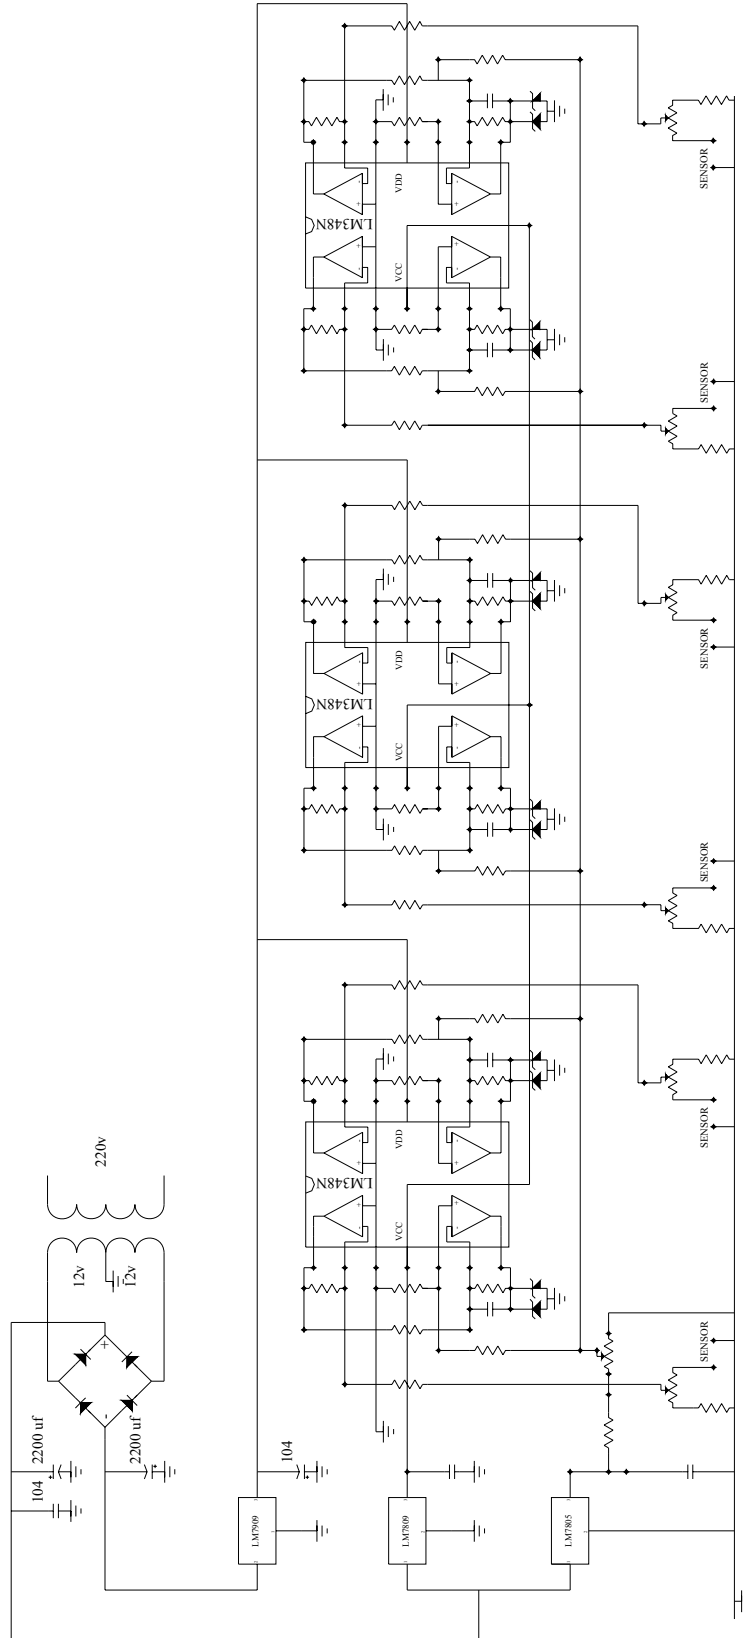 VDD
LM348N
VCC
SENSOR
SENSOR
VDD
LM348N
VCC
SENSOR
SENSOR
VDD
LM348N
VCC
SENSOR
SENSOR
220v
12v
12v
+
-
2200 uf
2200 uf
104
104
LM7909
LM7809
LM7805